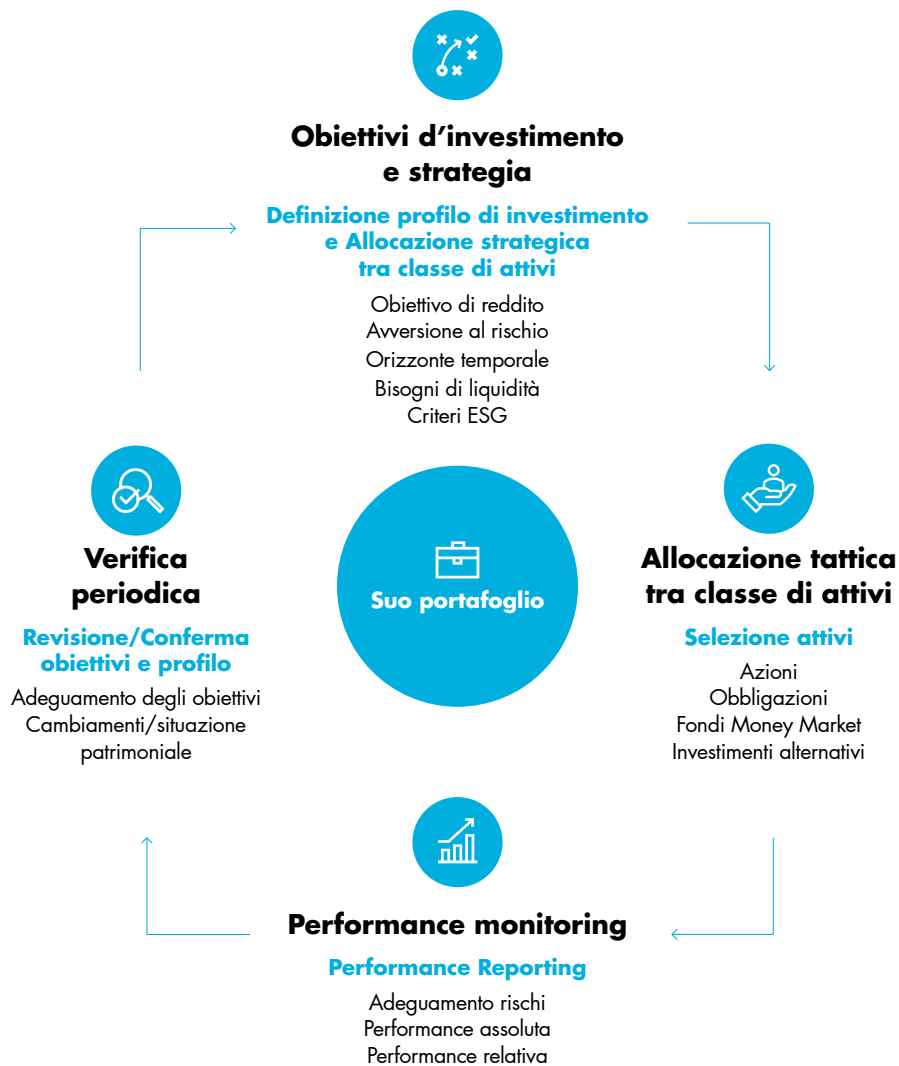 Obiettivi d’investimento
e strategia
Definizione profilo di investimento
e Allocazione strategica
tra classe di attivi
Obiettivo di reddito
Avversione al rischio
Orizzonte temporale
Bisogni di liquidità
Criteri ESG
Verifica
periodica
Revisione/Conferma
obiettivi e profilo
Adeguamento degli obiettivi
Cambiamenti/situazione
patrimoniale
Suo portafoglio
Allocazione tattica
tra classe di attivi
Selezione attivi
Azioni
Obbligazioni
Fondi Money Market
Investimenti alternativi
Performance monitoring
Performance Reporting
Adeguamento rischi
Performance assoluta
Performance relativa